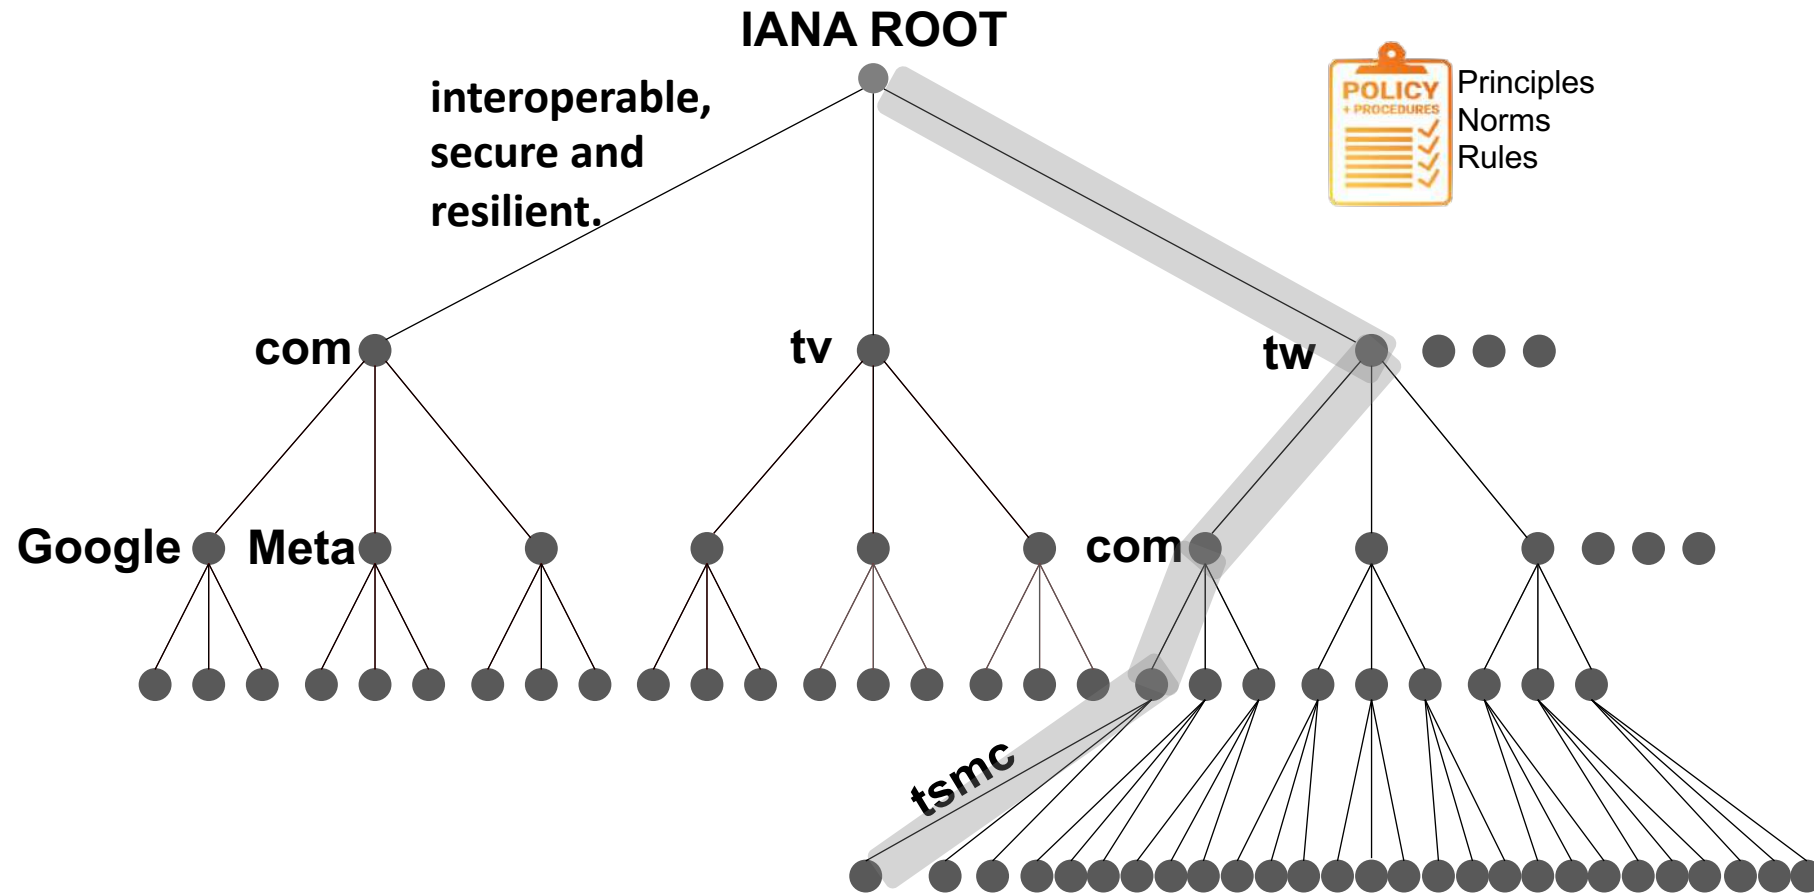 IANA ROOT
interoperable,
secure and
resilient.
POLICY
+ PROCEDURES
Principles
Norms
Rules
com
tv
tw
Google
Meta
com
tsmc